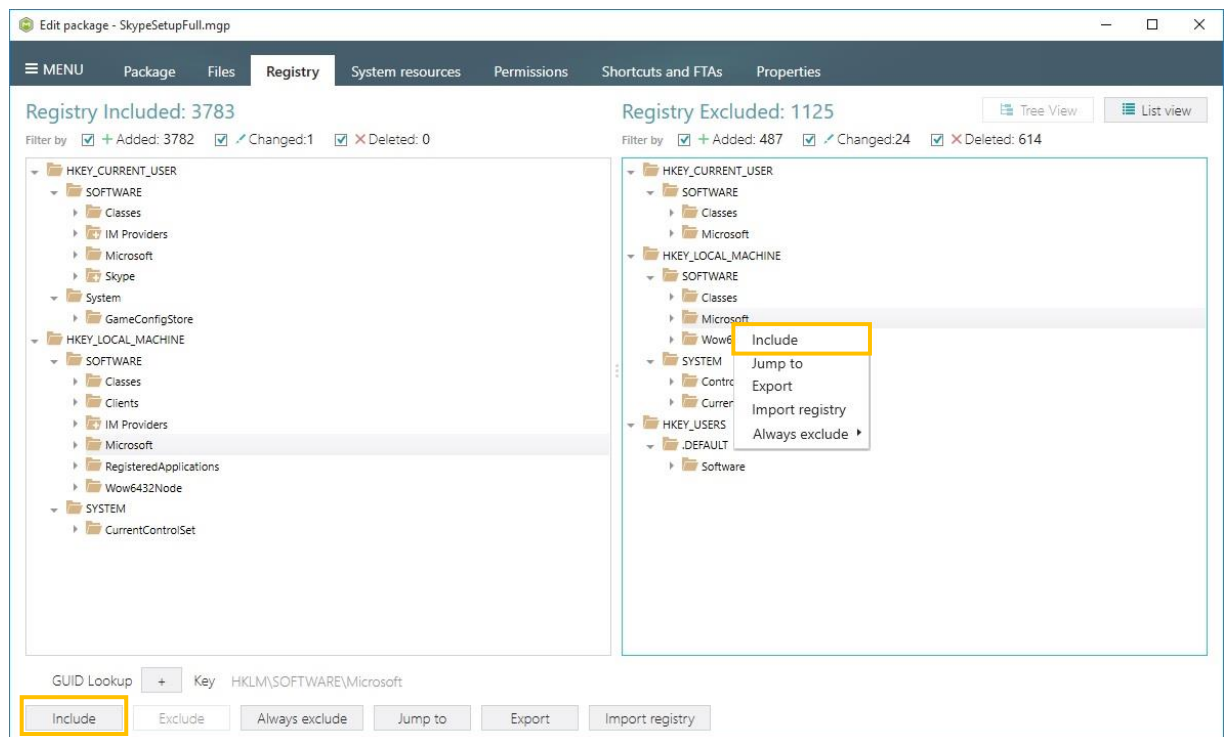 Edit package - SkypeSetupFull.mgp
MENU Package Files Registry System resources Permissions Shortcuts and FTAs Properties
Registry Included: 3783
Filter by + Added: 3782 Changed:1 Deleted: 0
HKEY_CURRENT_USER
SOFTWARE
Classes
IM Providers
Microsoft
Skype
System
GameConfigStore
HKEY_LOCAL_MACHINE
SOFTWARE
Classes
Clients
IM Providers
Microsoft
RegisteredApplications
Wow6432Node
SYSTEM
CurrentControlSet
Registry Excluded: 1125
Tree View List view
Filter by + Added: 487 Changed:24 Deleted: 614
HKEY_CURRENT_USER
SOFTWARE
Classes
Microsoft
HKEY_LOCAL_MACHINE
SOFTWARE
Classes
Microsoft
Wow6
SYSTEM
Contro
Curren
HKEY_USERS
.DEFAULT
Software
Include
Jump to
Export
Import registry
Always exclude
GUID Lookup + Key HKLM\SOFTWARE\Microsoft
Include Exclude Always exclude Jump to Export Import registry